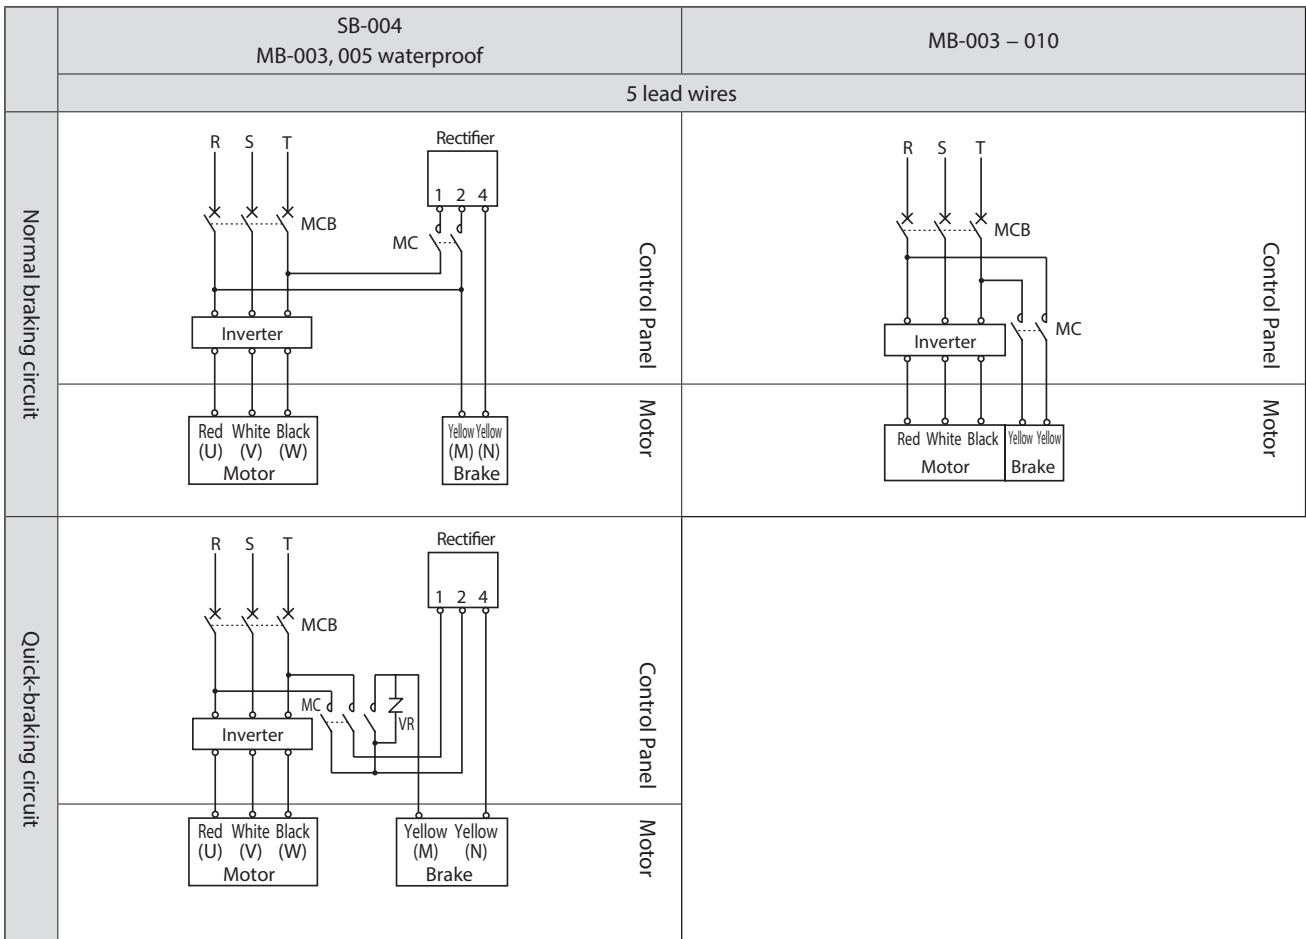 SB-004
MB-003, 005 waterproof
MB-003 – 010
5 lead wires
Normal braking circuit
R S T
Rectifier
1 2 4
MCB
MC
Inverter
Control Panel
Motor
Red White Black
(U) (V) (W)
Motor
Yellow Yellow
(M) (N)
Brake
R S T
MCB
MC
Inverter
Control Panel
Motor
Red White Black
Motor
Yellow Yellow
Brake
Quick-braking circuit
R S T
Rectifier
1 2 4
MCB
MC
VR
Inverter
Control Panel
Motor
Red White Black
(U) (V) (W)
Motor
Yellow Yellow
(M) (N)
Brake